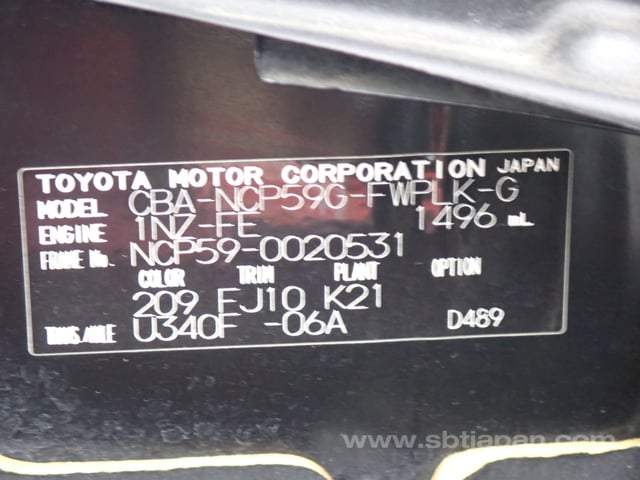 TOYOTA MOTOR CORPORATION JAPAN
MODEL CBA-NCP59G-FWPLK-G
ENGINE 1NZ-FE 1496 mL
FRAME No. NCP59-0020531
COLOR TRIM PLANT OPTION
209 FJ10 K21
TRANS./AXLE U340F -06A D489
www.sbtjapan.com